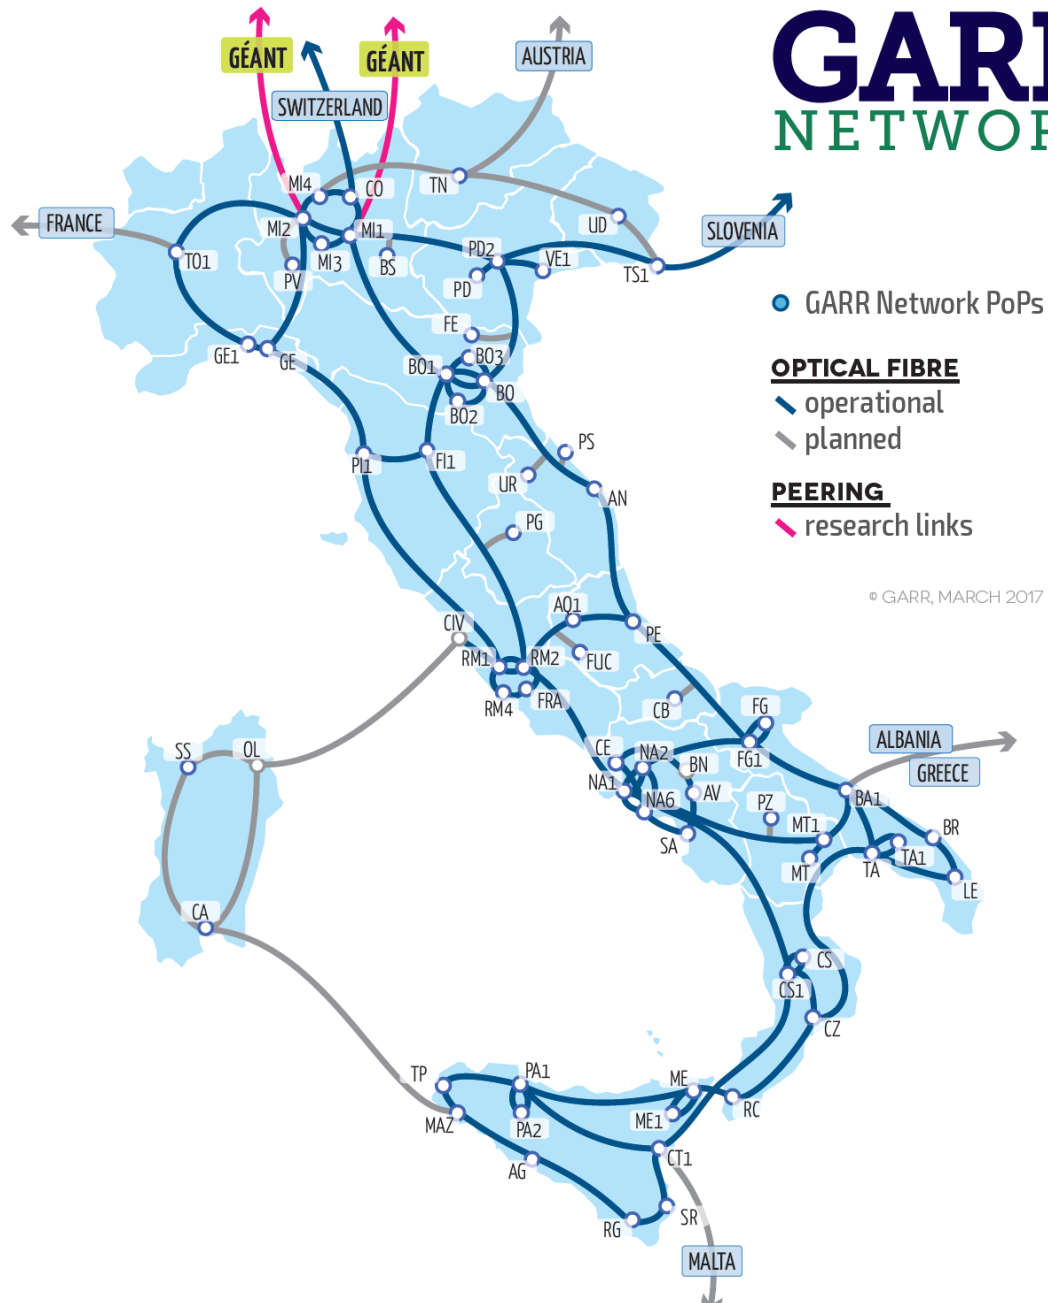 GÉANT
GÉANT
AUSTRIA
SWITZERLAND
NETWOR
MI4
CO
TN
FRANCE
MI2
MI1
UD
SLOVENIA
TO1
MI3
BS
PD2
VE1
TS1
PV
PD
GARR Network PoPs
FE
GE1
GE
BO3
BO1
BO
BO2
OPTICAL FIBRE
operational
planned
PI1
FI1
PS
UR
AN
PEERING
research links
PG
© GARR, MARCH 2017
AQ1
CIV
PE
RM1
RM2
FUC
RM4
FRA
CB
FG
SS
OL
CE
NA2
BN
FG1
ALBANIA
GREECE
NA1
NA6
AV
PZ
BA1
SA
MT1
BR
MT
TA
TA1
LE
CA
CS
CS1
CZ
TP
PA1
ME
MAZ
PA2
ME1
RC
AG
CT1
RG
SR
MALTA